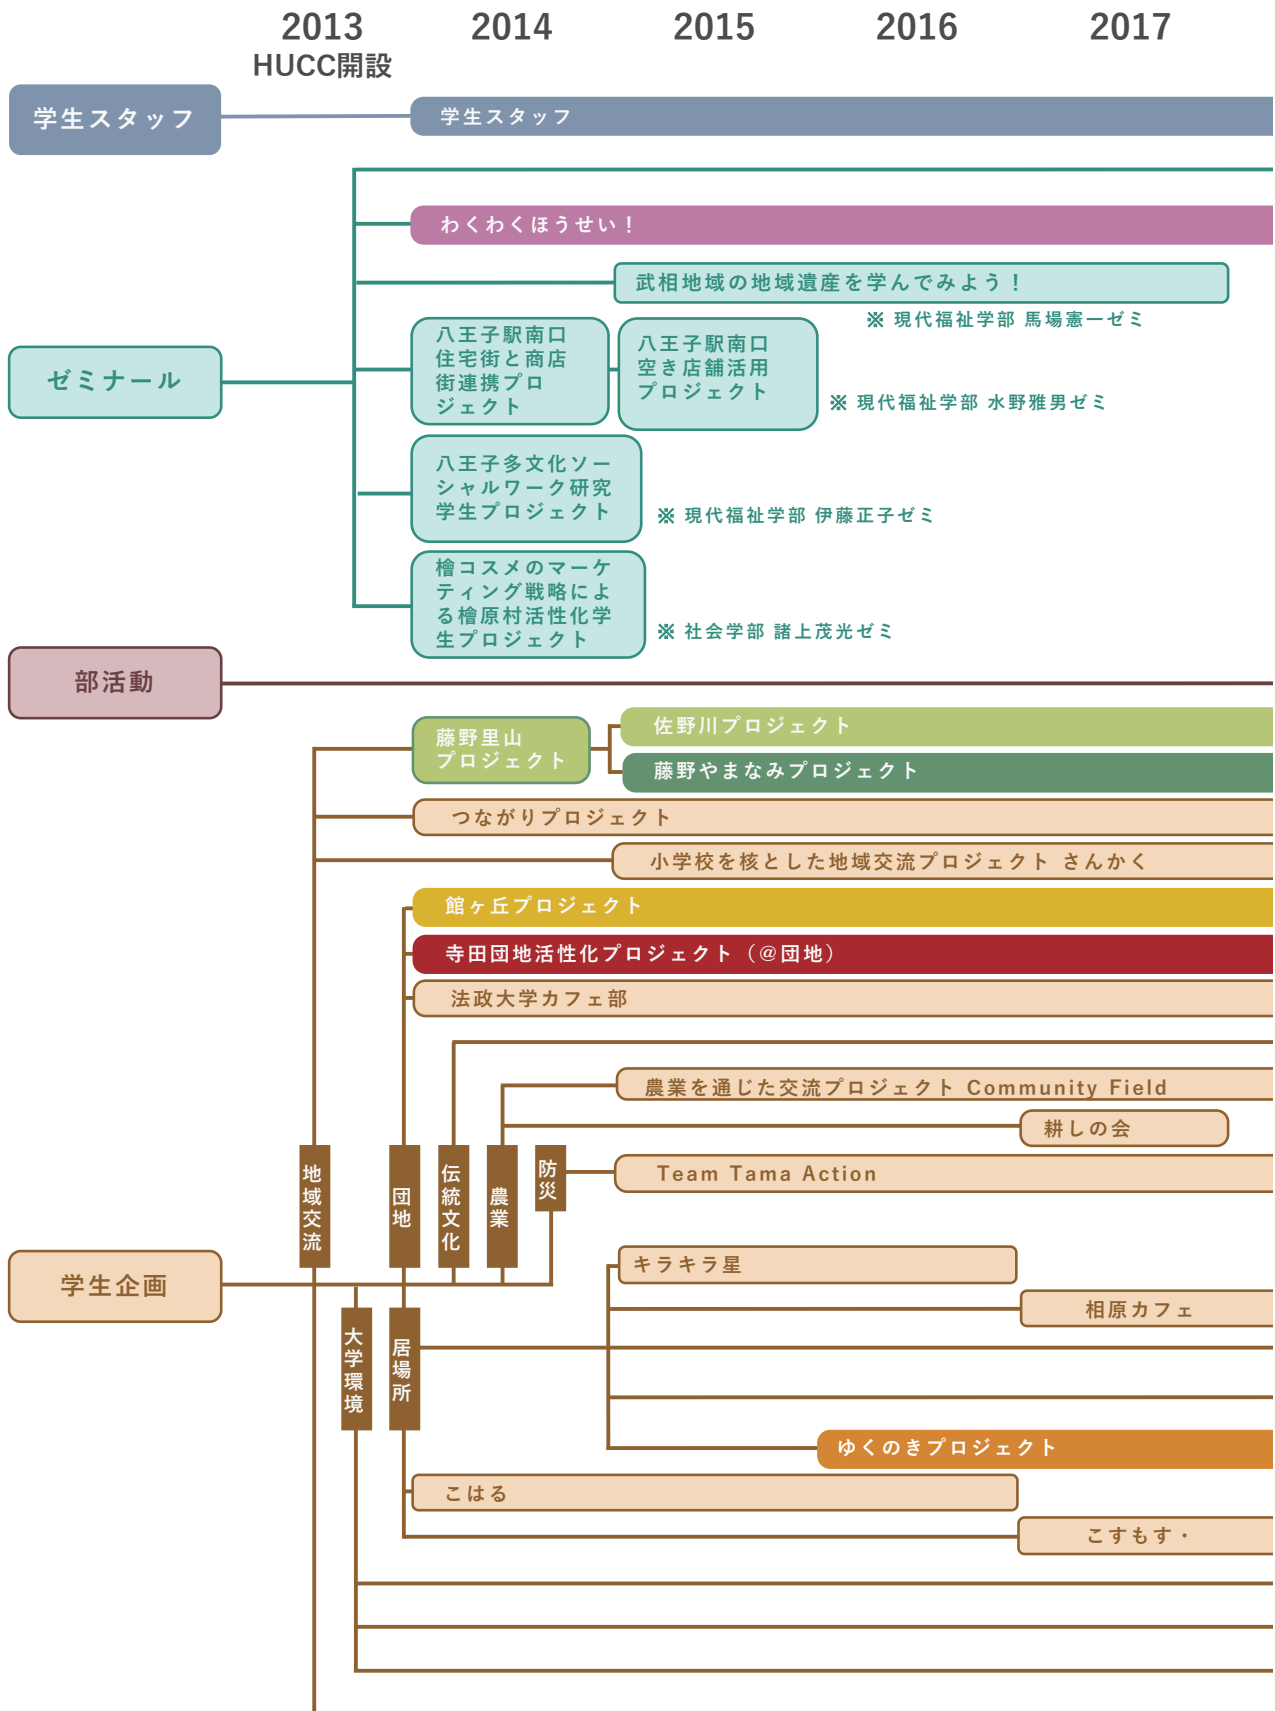 2013
2014
2015
2016
2017
HUCC開設
学生スタッフ
学生スタッフ
わくわくほうせい！
武相地域の地域遺産を学んでみよう！
※ 現代福祉学部 馬場憲一ゼミ
ゼミナール
八王子駅南口
住宅街と商店
街連携プロ
ジェクト
八王子駅南口
空き店舗活用
プロジェクト
※ 現代福祉学部 水野雅男ゼミ
八王子多文化ソー
シャルワーク研究
学生プロジェクト
※ 現代福祉学部 伊藤正子ゼミ
檜コスメのマーケ
ティング戦略によ
る檜原村活性化学
生プロジェクト
※ 社会学部 諸上茂光ゼミ
部活動
藤野里山
プロジェクト
佐野川プロジェクト
藤野やまなみプロジェクト
つながりプロジェクト
小学校を核とした地域交流プロジェクト さんかく
館ヶ丘プロジェクト
寺田団地活性化プロジェクト（@団地）
法政大学カフェ部
農業を通じた交流プロジェクト Community Field
耕しの会
Team Tama Action
地域交流
団地
伝統文化
農業
防災
学生企画
キラキラ星
相原カフェ
大学環境
居場所
ゆくのきプロジェクト
こはる
こすもす・